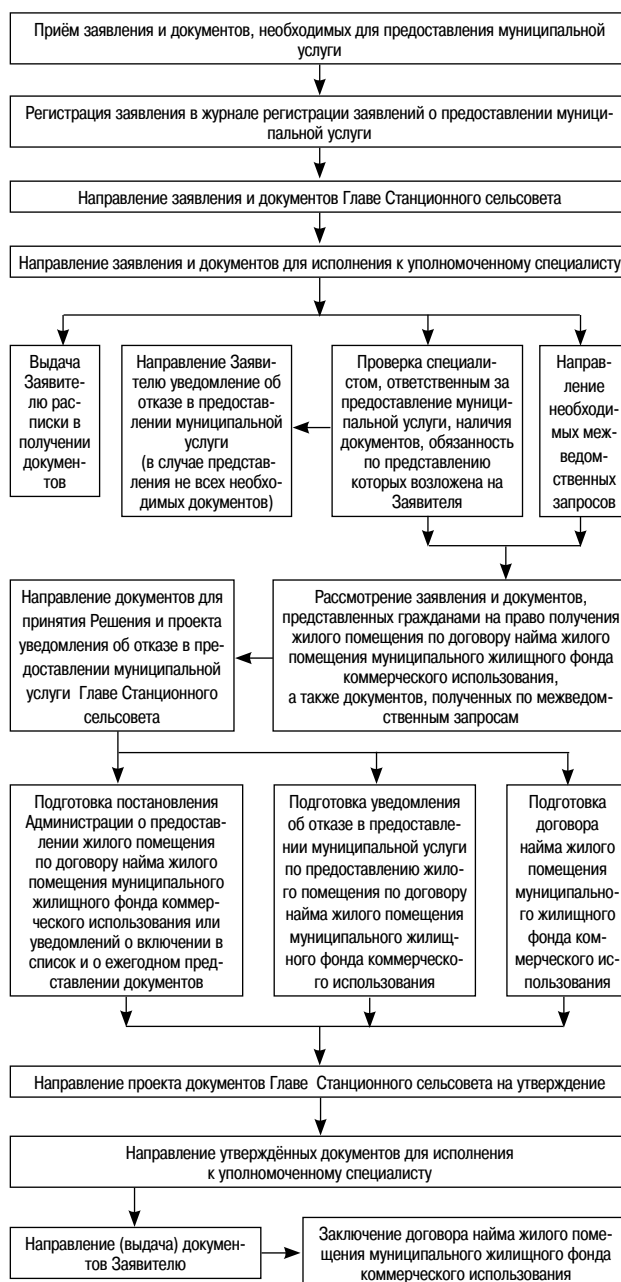 Приём заявления и документов, необходимых для предоставления муниципальной
услуги
Регистрация заявления в журнале регистрации заявлений о предоставлении муници-
пальной услуги
Направление заявления и документов Главе Станционного сельсовета
Направление заявления и документов для исполнения к уполномоченному специалисту
Выдача
Заявите-
лю рас-
писки в
получении
докумен-
тов
Направление Заяви-
телю уведомление об
отказе в предостав-
лении муниципальной
услуги
(в случае представ-
ления не всех необхо-
димых документов)
Проверка специали-
стом, ответственным за
предоставление муници-
пальной услуги, наличия
документов, обязанность
по представлению
которых возложена на
Заявителя
Направ-
ление
необходи-
мых меж-
ведом-
ственных
запросов
Направление документов для
принятия Решения и проекта
уведомления об отказе в пре-
доставлении муниципальной
услуги Главе Станционного
сельсовета
Рассмотрение заявления и документов,
представленных гражданами на право получения
жилого помещения по договору найма жилого
помещения муниципального жилищного фонда
коммерческого использования,
а также документов, полученных по межведом-
ственным запросам
Подготовка постановления
Администрации о предостав-
лении жилого помещения
по договору найма жилого
помещения муниципального
жилищного фонда коммер-
ческого использования или
уведомлений о включении в
список и о ежегодном пред-
ставлении документов
Подготовка уведомления
об отказе в предоставле-
нии муниципальной услуги
по предоставлению жило-
го помещения по договору
найма жилого помещения
муниципального жилищ-
ного фонда коммерческо-
го использования
Подготовка
договора
найма жилого
помещения
муниципально-
го жилищного
фонда ком-
мерческого ис-
пользования
Направление проекта документов Главе Станционного сельсовета на утверждение
Направление утверждённых документов для исполнения
к уполномоченному специалисту
Направление (выдача) докумен-
тов Заявителю
Заключение договора найма жилого поме-
щения муниципального жилищного фонда
коммерческого использования